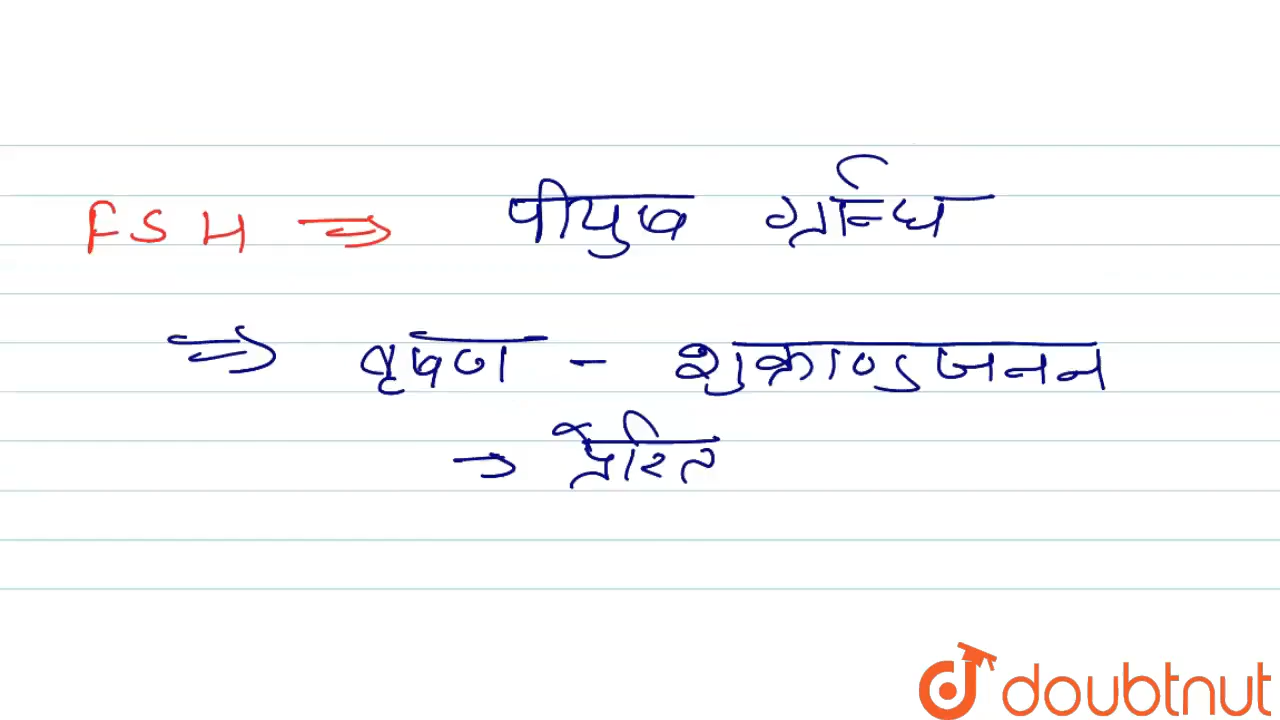 FSH ⇒ पीयुष ग्रन्थि
⇒ वृषण - शुक्राणुजनन
→ प्रेरित
doubtnut